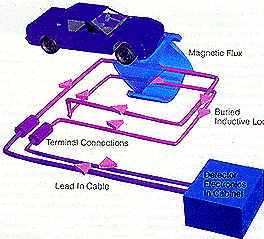 Magnetic Flux
Buried
Inductive Loo
Terminal Connections
Detector
Electronics
In Cabinet
Lead In Cable